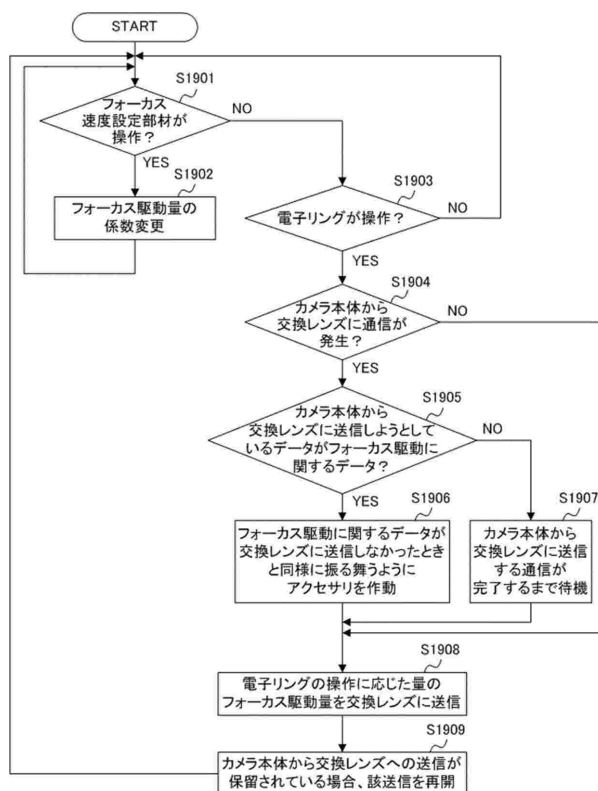 START
S1901
フォーカス
速度設定部材が
操作？
NO
YES
S1902
フォーカス駆動量の
係数変更
S1903
電子リングが操作？
NO
YES
S1904
カメラ本体から
交換レンズに通信が
発生？
NO
YES
S1905
カメラ本体から
交換レンズに送信しようとして
いるデータがフォーカス駆動に
関するデータ？
NO
YES
S1906
フォーカス駆動に関するデータが
交換レンズに送信しなかったとき
と同様に振る舞うように
アクセサリを作動
S1907
カメラ本体から
交換レンズに送信
する通信が
完了するまで待機
S1908
電子リングの操作に応じた量の
フォーカス駆動量を交換レンズに送信
S1909
カメラ本体から交換レンズへの送信が
保留されている場合、該送信を再開